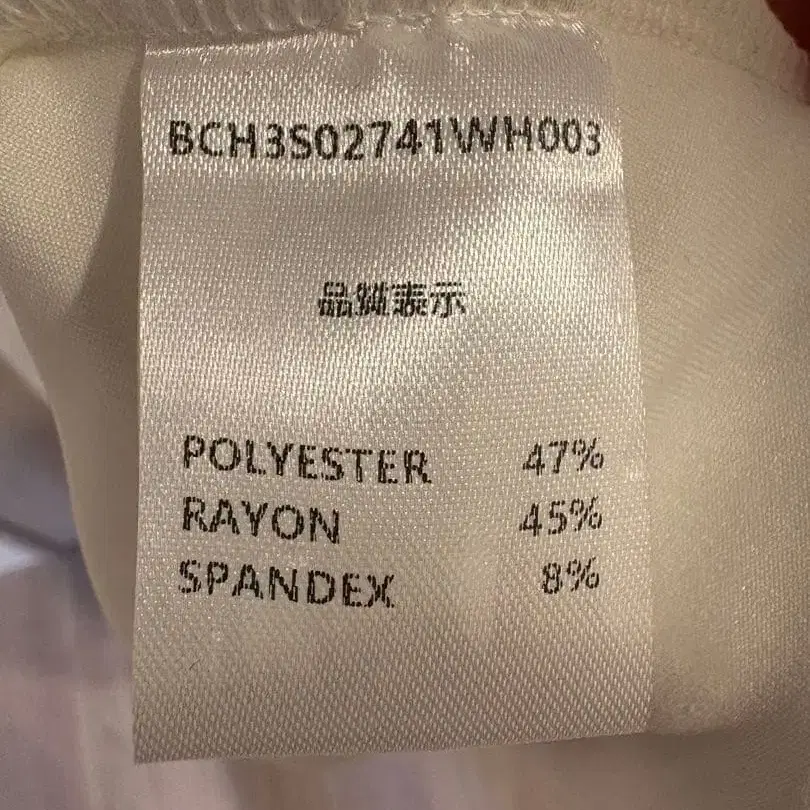 BCH3S02741WH003
品質表示
POLYESTER 47%
RAYON 45%
SPANDEX 8%